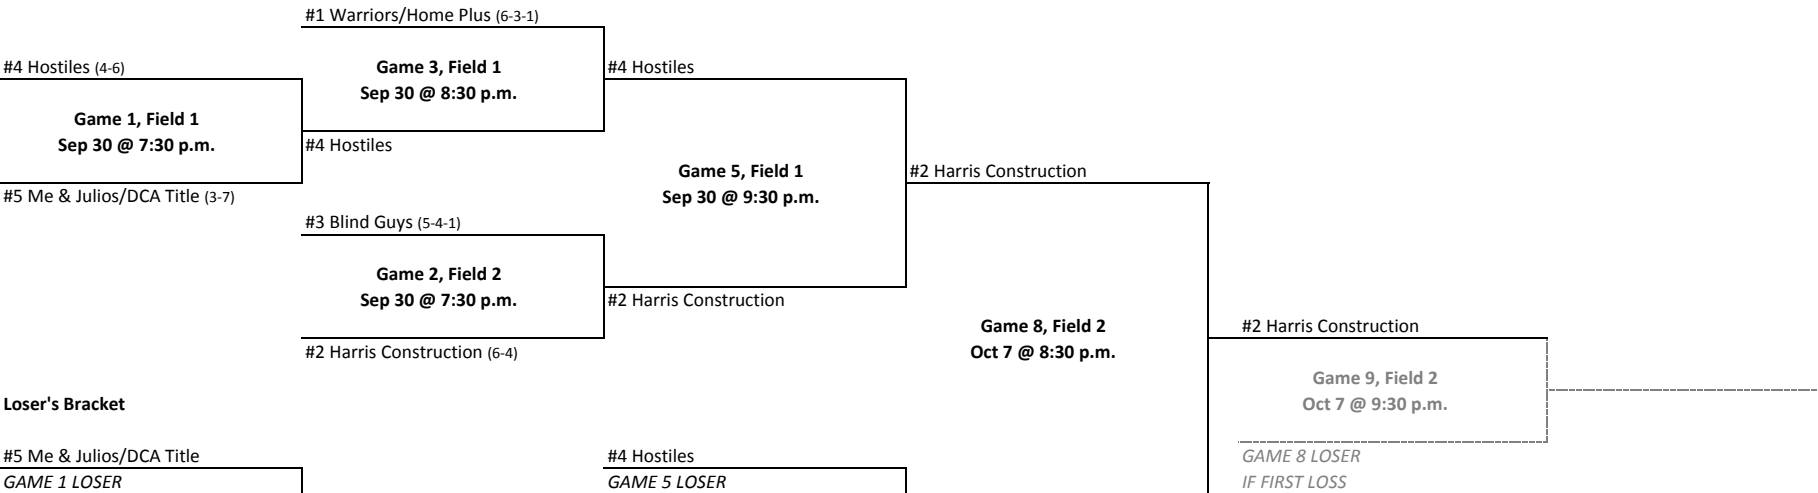 #1 Warriors/Home Plus (6-3-1)
#4 Hostiles (4-6)
Game 3, Field 1
Sep 30 @ 8:30 p.m.
#4 Hostiles
Game 1, Field 1
Sep 30 @ 7:30 p.m.
#4 Hostiles
#5 Me & Julios/DCA Title (3-7)
Game 5, Field 1
Sep 30 @ 9:30 p.m.
#2 Harris Construction
#3 Blind Guys (5-4-1)
Game 2, Field 2
Sep 30 @ 7:30 p.m.
#2 Harris Construction
#2 Harris Construction (6-4)
Game 8, Field 2
Oct 7 @ 8:30 p.m.
#2 Harris Construction
Game 9, Field 2
Oct 7 @ 9:30 p.m.
Loser's Bracket
#5 Me & Julios/DCA Title
GAME 1 LOSER
#4 Hostiles
GAME 5 LOSER
GAME 8 LOSER
IF FIRST LOSS